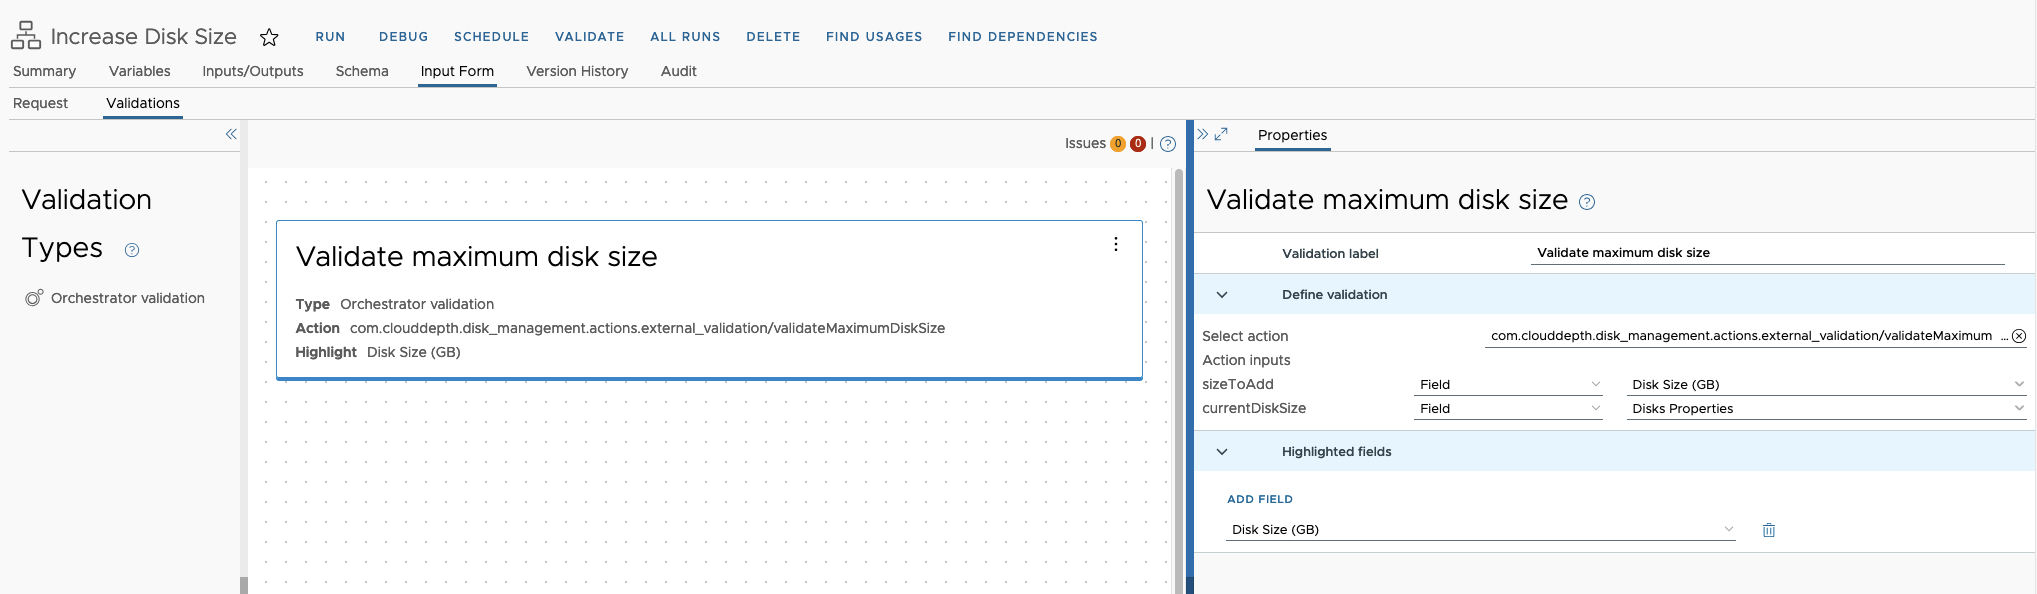 Increase Disk Size RUN DEBUG SCHEDULE VALIDATE ALL RUNS DELETE FIND USAGES FIND DEPENDENCIES
Summary Variables Inputs/Outputs Schema Input Form Version History Audit
Request Validations
Validation
Types ?
Orchestrator validation
Issues 0 0 | ?
Validate maximum disk size
Type Orchestrator validation
Action com.clouddepth.disk_management.actions.external_validation/validateMaximumDiskSize
Highlight Disk Size (GB)
Properties
Validate maximum disk size ?
Validation label Validate maximum disk size
Define validation
Select action com.clouddepth.disk_management.actions.external_validation/validateMaximum ...
Action inputs
sizeToAdd Field Disk Size (GB)
currentDiskSize Field Disks Properties
Highlighted fields
ADD FIELD
Disk Size (GB)